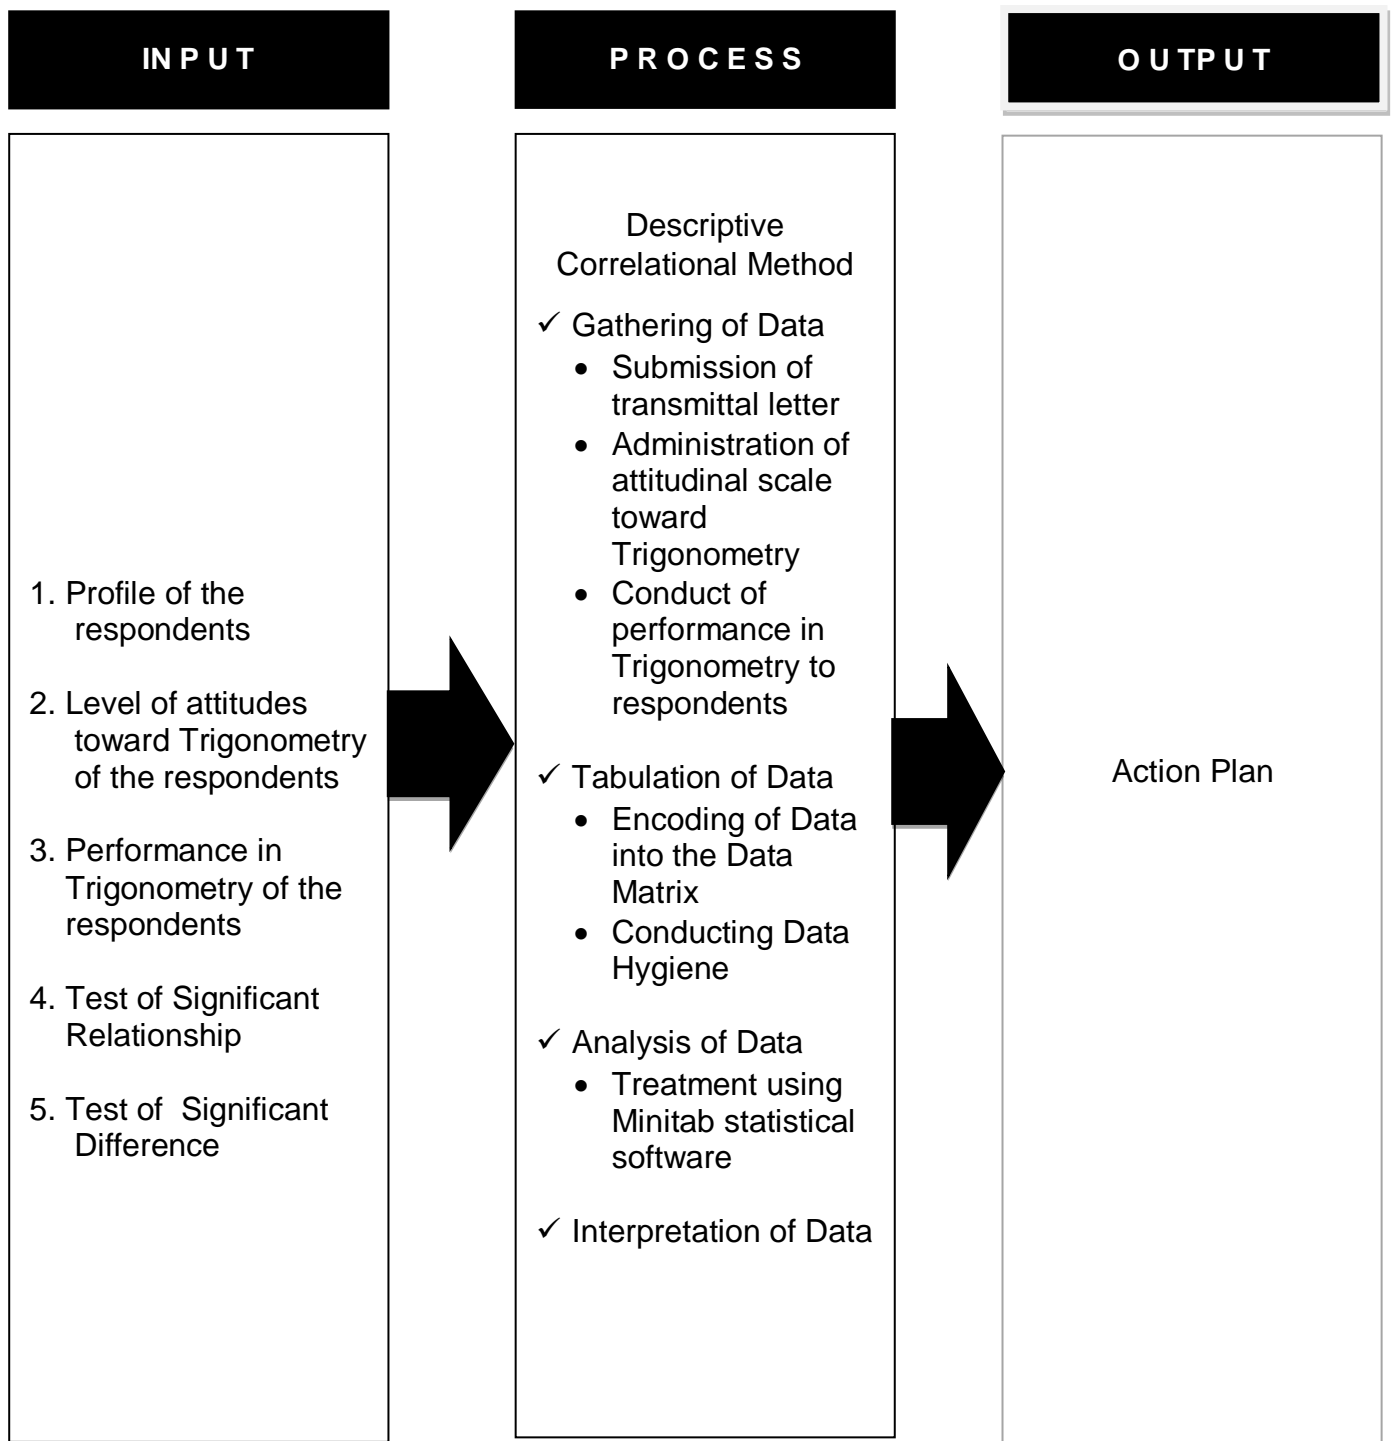 IN P U T
1. Profile of the
respondents
2. Level of attitudes
toward Trigonometry
of the respondents
3. Performance in
Trigonometry of the
respondents
4. Test of Significant
Relationship
5. Test of  Significant
Difference
P R O C E S S
Descriptive
Correlational Method
✓ Gathering of Data
• Submission of
transmittal letter
• Administration of
attitudinal scale
toward
Trigonometry
• Conduct of
performance in
Trigonometry to
respondents
✓ Tabulation of Data
• Encoding of Data
into the Data
Matrix
• Conducting Data
Hygiene
✓ Analysis of Data
• Treatment using
Minitab statistical
software
✓ Interpretation of Data
O U TP U T
Action Plan